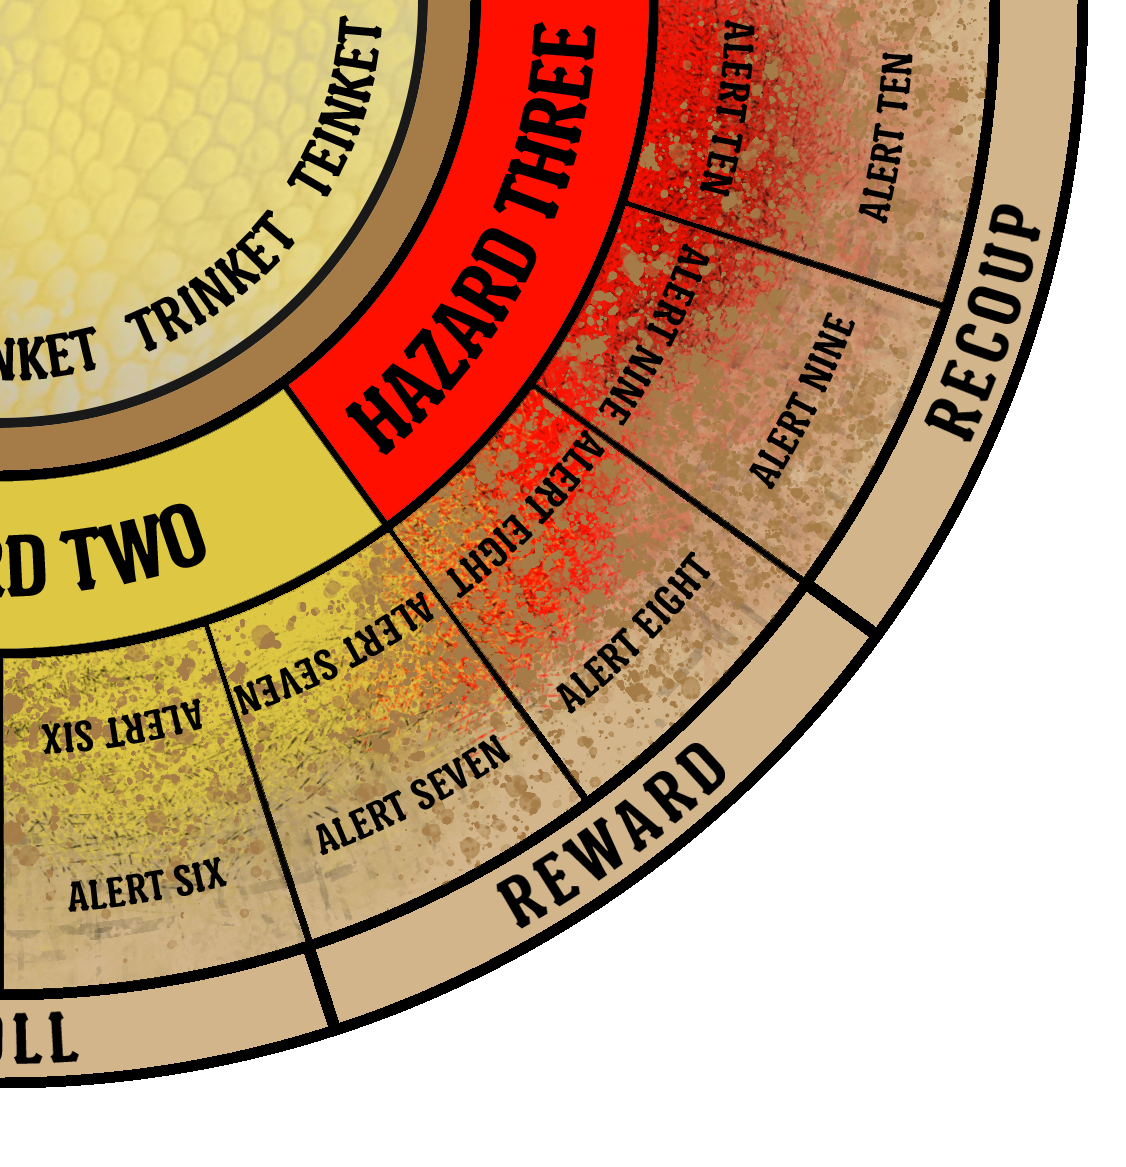 TEINKET
TRINKET
NKET
HAZARD THREE
RD TWO
ALERT TEN
ALERT TEN
ALERT NINE
ALERT NINE
ALERT EIGHT
ALERT EIGHT
ALERT SEVEN
ALERT SEVEN
ALERT SIX
ALERT SIX
RECOUP
REWARD
OLL